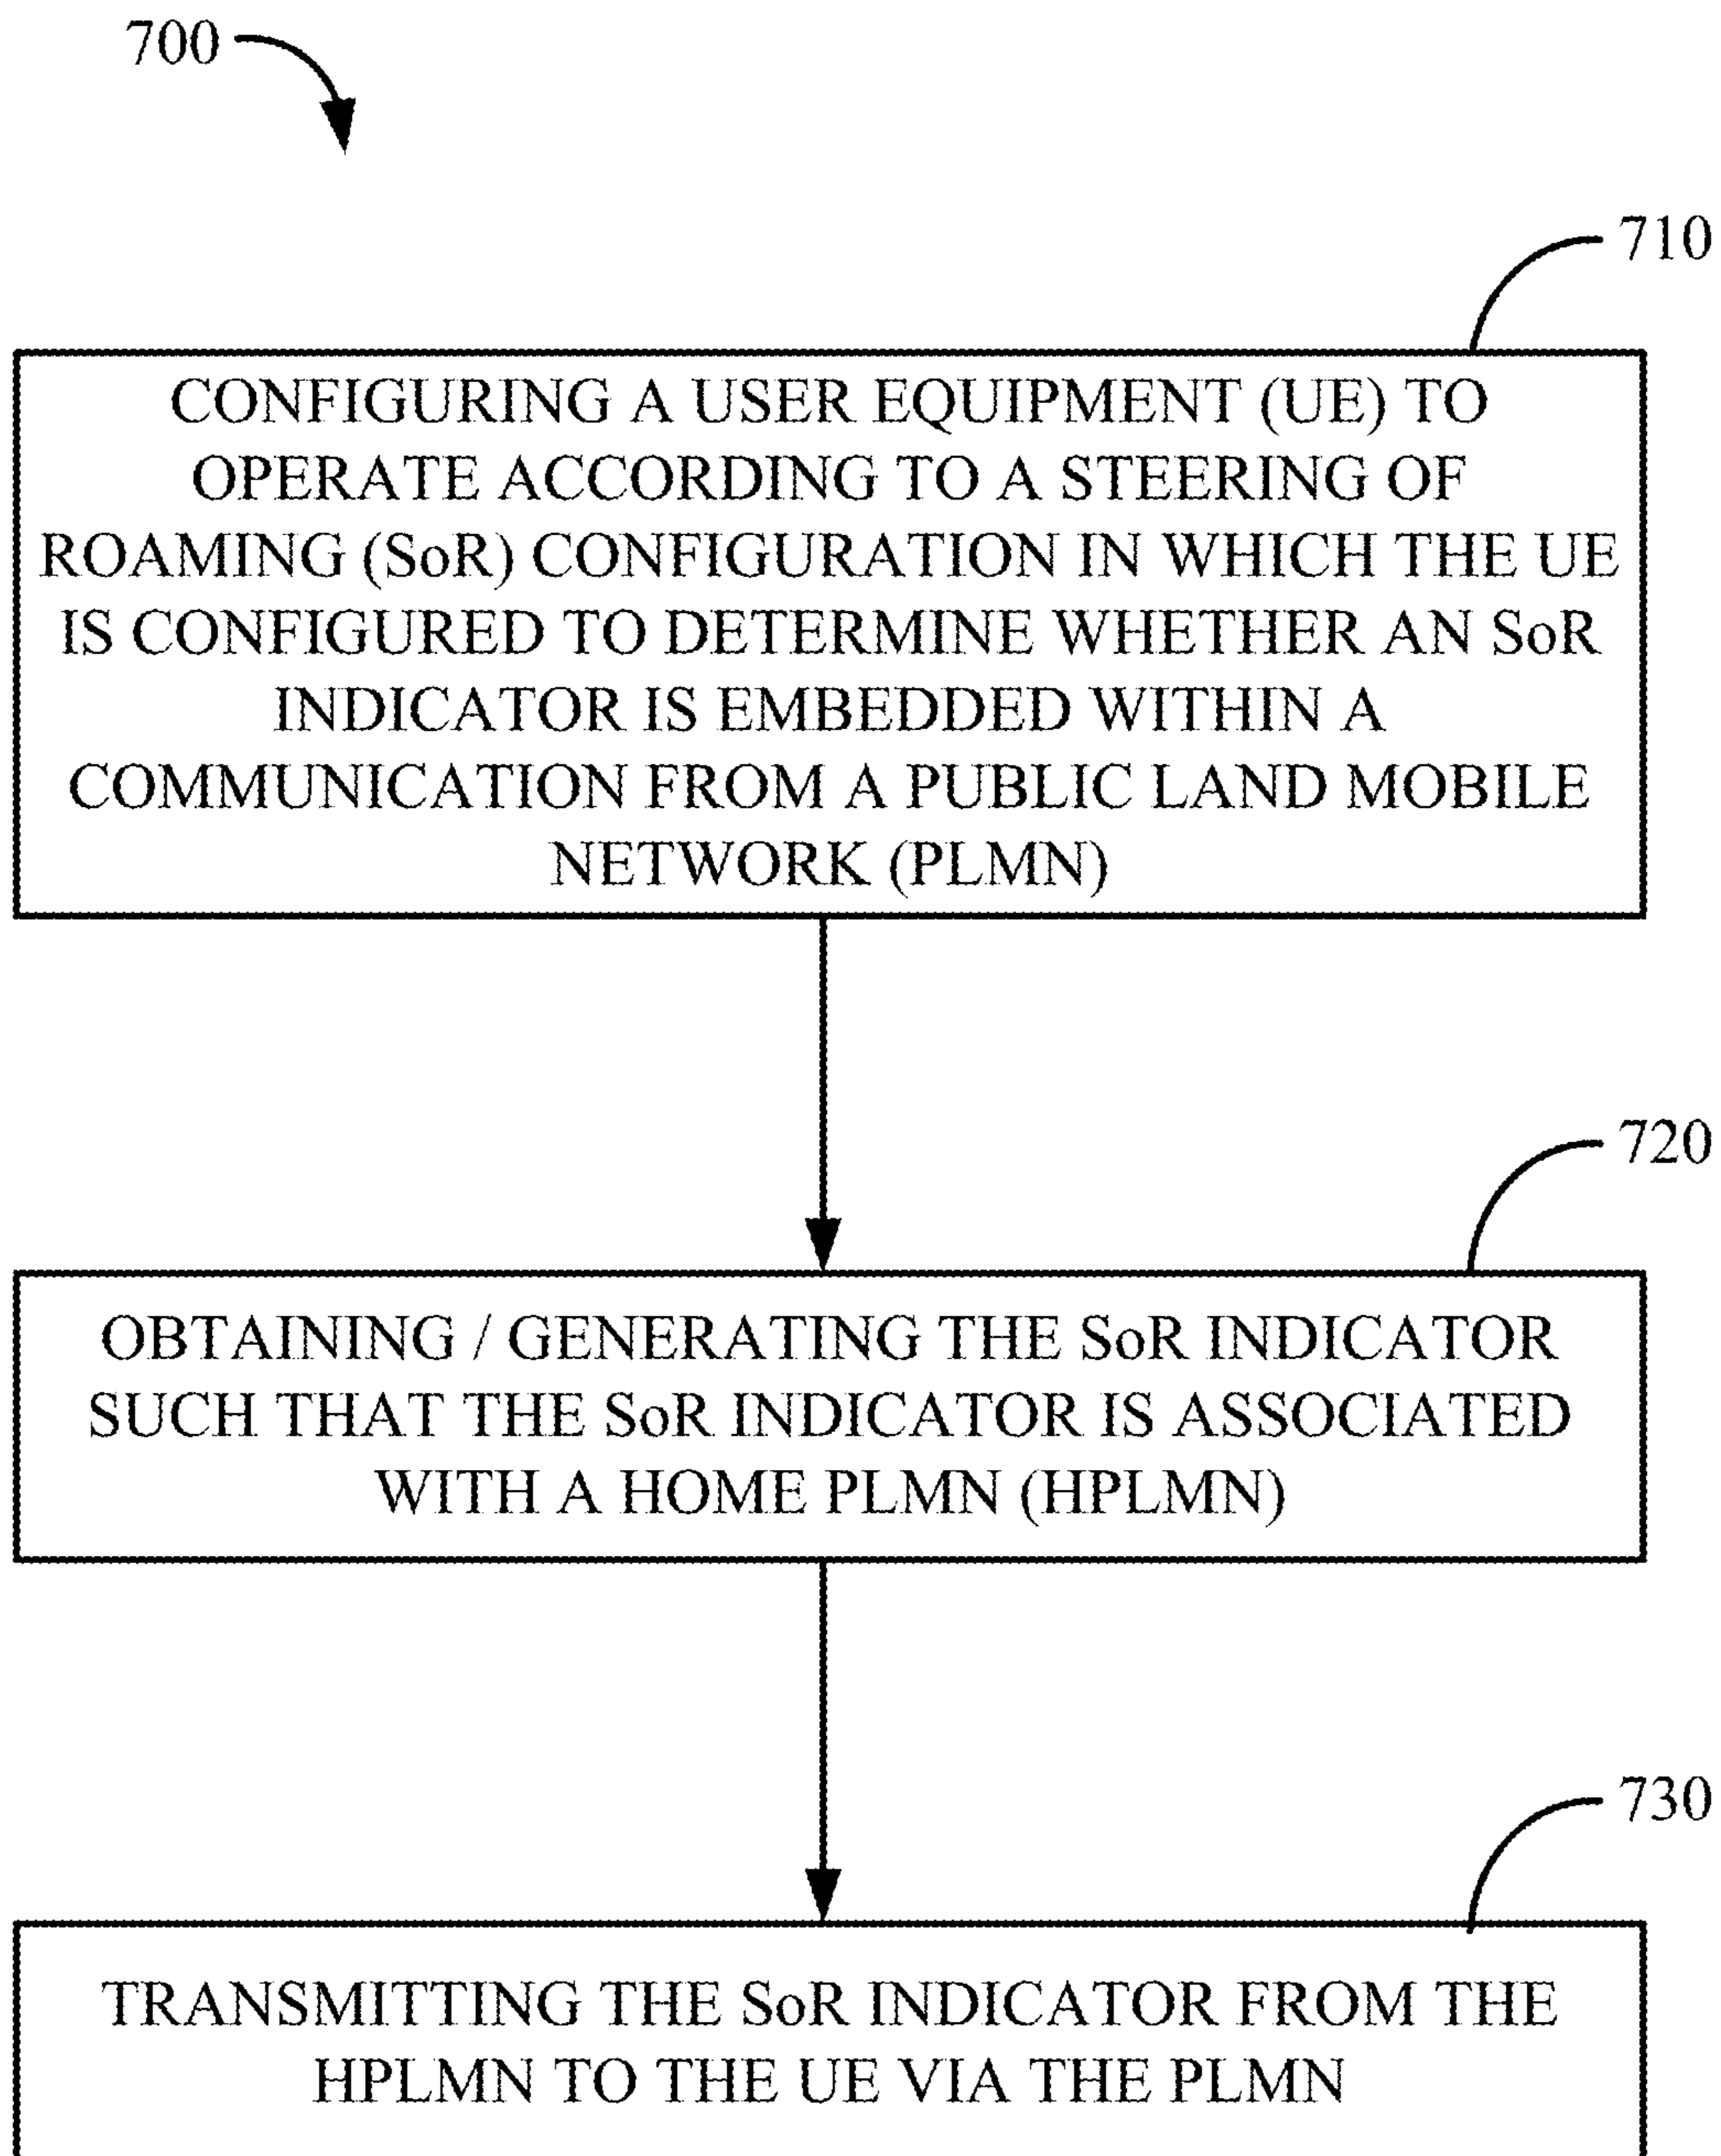 700
710
CONFIGURING A USER EQUIPMENT (UE) TO
OPERATE ACCORDING TO A STEERING OF
ROAMING (SoR) CONFIGURATION IN WHICH THE UE
IS CONFIGURED TO DETERMINE WHETHER AN SoR
INDICATOR IS EMBEDDED WITHIN A
COMMUNICATION FROM A PUBLIC LAND MOBILE
NETWORK (PLMN)
720
OBTAINING / GENERATING THE SoR INDICATOR
SUCH THAT THE SoR INDICATOR IS ASSOCIATED
WITH A HOME PLMN (HPLMN)
730
TRANSMITTING THE SoR INDICATOR FROM THE
HPLMN TO THE UE VIA THE PLMN